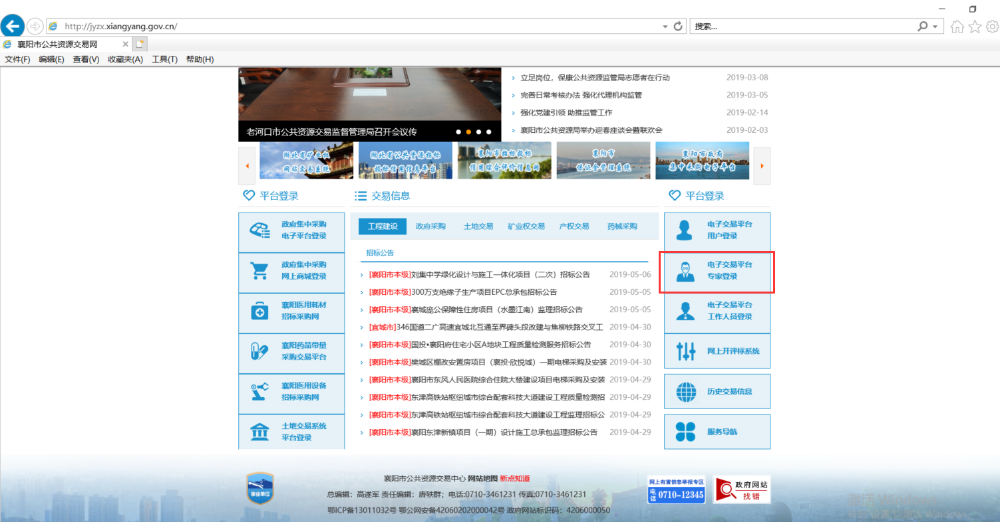 http://jyzx.xiangyang.gov.cn/
搜索...
襄阳市公共资源交易网
文件(F) 编辑(E) 查看(V) 收藏夹(A) 工具(T) 帮助(H)
立足岗位，保康公共资源监管局志愿者在行动 2019-03-08
完善日常考核办法 强化代理机构监管 2019-03-05
强化党建引领 助推监管工作 2019-02-14
襄阳市公共资源局举办迎春座谈会暨联欢会 2019-02-03
老河口市公共资源交易监督管理局召开会议传
湖北省矿业权
网站交易系统
湖北省公共资源招标
投标信用信息平台
襄阳市招标投标
信用综合评价信息网
襄阳市
保证金管理系统
襄阳市政府
集中采购电子平台
平台登录
政府集中采购
电子平台登录
政府集中采购
网上商城登录
襄阳医用耗材
招标采购网
襄阳药品带量
采购交易平台
襄阳医用设备
招标采购网
土地交易系统
平台登录
交易信息
工程建设 政府采购 土地交易 矿业权交易 产权交易 药械采购
招标公告
[襄阳市本级]刘集中学绿化设计与施工一体化项目（二次）招标公告 2019-05-06
[襄阳市本级]300万支绝缘子生产项目EPC总承包招标公告 2019-05-05
[襄阳市本级]襄城庞公保障性住房项目（水墨江南）监理招标公告 2019-05-05
[宜城市]346国道二广高速宜城北互通至界碑头段改建与焦柳铁路交叉工 2019-04-30
[襄阳市本级]国投•襄阳府住宅小区A地块工程质量检测服务招标公告 2019-04-30
[襄阳市本级]樊城区棚改安置房项目（襄投·欣悦城）一期电梯采购及安装 2019-04-30
[襄阳市本级]襄阳市东风人民医院综合住院大楼建设项目电梯采购及安装 2019-04-29
[襄阳市本级]东津高铁站枢纽城市综合配套科技大道建设工程质量检测招 2019-04-29
[襄阳市本级]东津高铁站枢纽城市综合配套科技大道建设工程监理招标公 2019-04-29
[襄阳市本级]襄阳东津新镇项目（一期）设计施工总承包监理招标公告 2019-04-29
平台登录
电子交易平台
用户登录
电子交易平台
专家登录
电子交易平台
工作人员登录
网上开评标系统
历史交易信息
服务导航
事业单位
襄阳市公共资源交易中心 网站地图 新点知道
总编辑：高遂军 责任编辑：唐轶群；电话:0710-3461231 传真:0710-3461231
鄂ICP备13011032号 鄂公网安备42060202000042号 政府网站标识码：4206000050
网上有害信息举报专区
电话 0710-12345
政府网站
找错
激活 Windows
转到"设置"以激活 Windows。